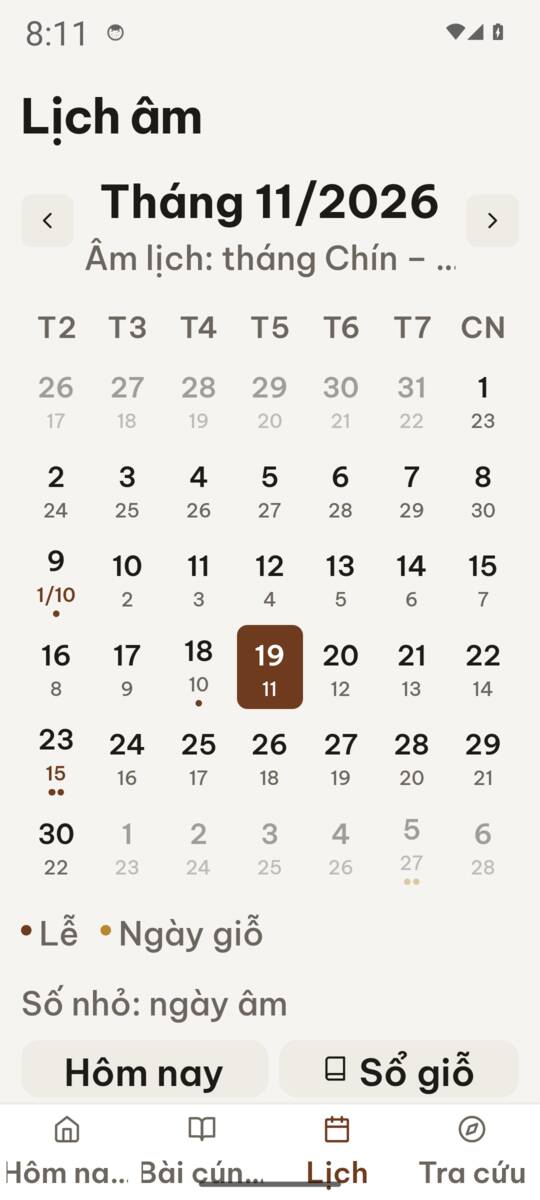 8:11
Lịch âm
Tháng 11/2026
Âm lịch: tháng Chín – ...
T2 T3 T4 T5 T6 T7 CN
26 27 28 29 30 31 1
17 18 19 20 21 22 23
2 3 4 5 6 7 8
24 25 26 27 28 29 30
9 10 11 12 13 14 15
1/10 2 3 4 5 6 7
16 17 18 19 20 21 22
8 9 10 11 12 13 14
23 24 25 26 27 28 29
15 16 17 18 19 20 21
30 1 2 3 4 5 6
22 23 24 25 26 27 28
Lễ Ngày giỗ
Số nhỏ: ngày âm
Hôm nay Sổ giỗ
Hôm na... Bài cún... Lịch Tra cứu